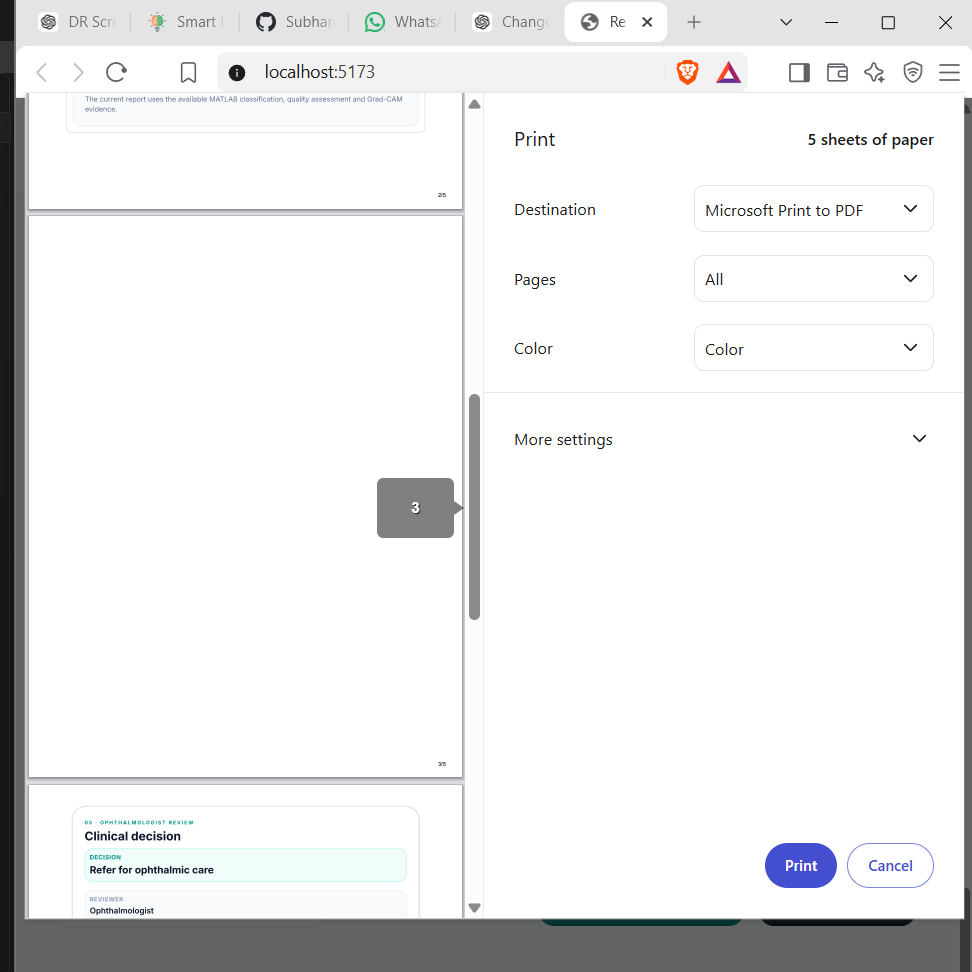 DR Scr
Smart
Subhan
Whats
Change
Re
localhost:5173
The current report uses the available MATLAB classification, quality assessment and Grad-CAM
evidence.
2/5
3
3/5
05 · OPHTHALMOLOGIST REVIEW
Clinical decision
DECISION
Refer for ophthalmic care
REVIEWER
Ophthalmologist
Print
5 sheets of paper
Destination
Microsoft Print to PDF
Pages
All
Color
Color
More settings
Print
Cancel